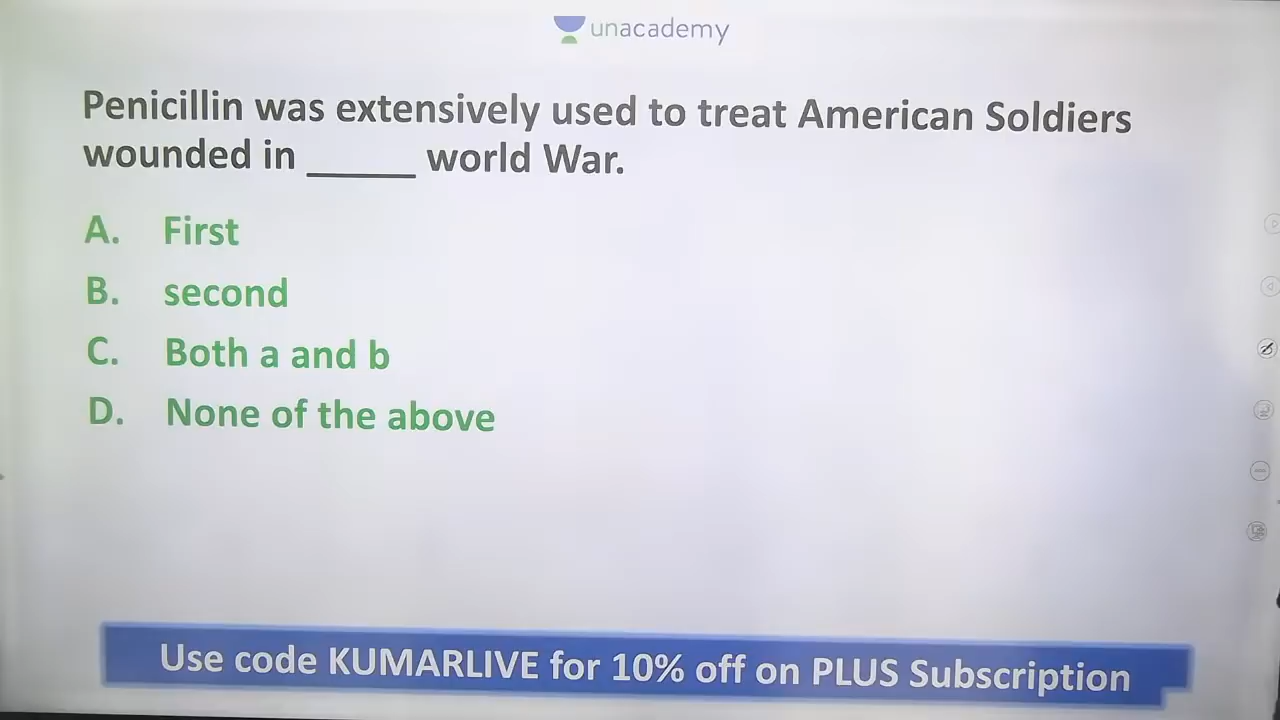 unacademy
Penicillin was extensively used to treat American Soldiers
wounded in _____ world War.
A. First
B. second
C. Both a and b
D. None of the above
Use code KUMARLIVE for 10% off on PLUS Subscription